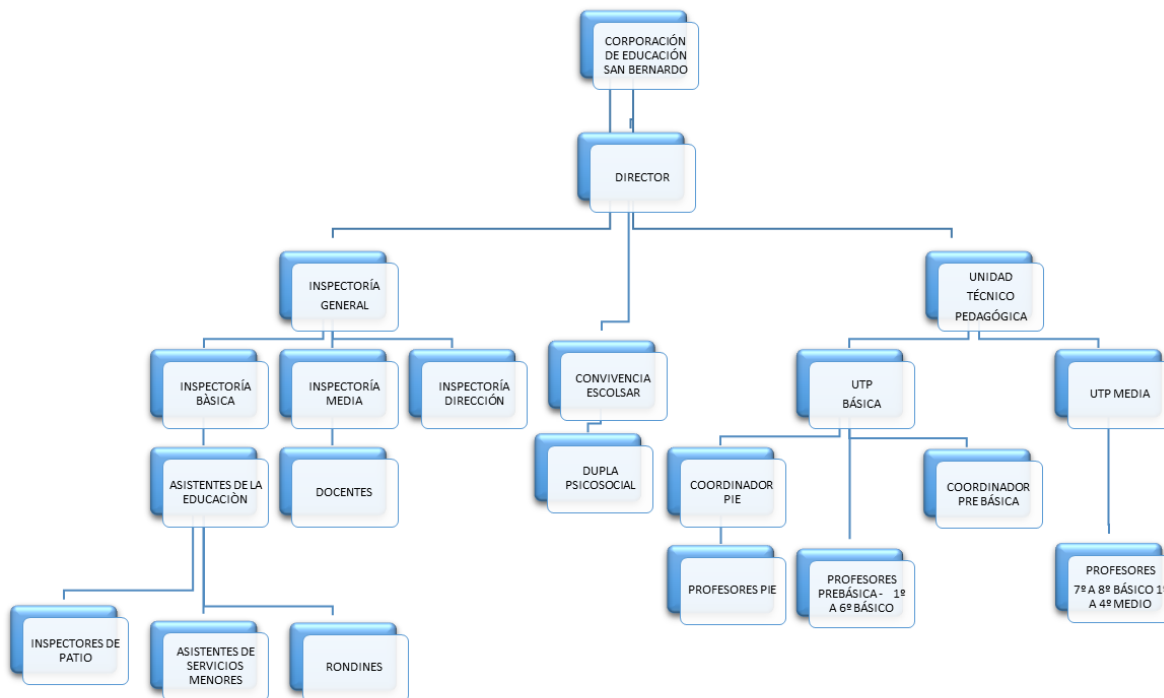 CORPORACIÓN
DE EDUCACIÓN
SAN BERNARDO
DIRECTOR
INSPECTORÍA
GENERAL
UNIDAD
TÉCNICO
PEDAGÓGICA
INSPECTORÍA
BÀSICA
INSPECTORÍA
MEDIA
INSPECTORÍA
DIRECCIÓN
CONVIVENCIA
ESCOLSAR
UTP
BÁSICA
UTP MEDIA
ASISTENTES DE LA
EDUCACIÒN
DOCENTES
DUPLA
PSICOSOCIAL
COORDINADOR
PIE
COORDINADOR
PRE BÁSICA
PROFESORES PIE
PROFESORES
PREBÁSICA - 1º
A 6º BÁSICO
PROFESORES
7º A 8º BÁSICO 1º
A 4º MEDIO
INSPECTORES DE
PATIO
ASISTENTES DE
SERVICIOS
MENORES
RONDINES